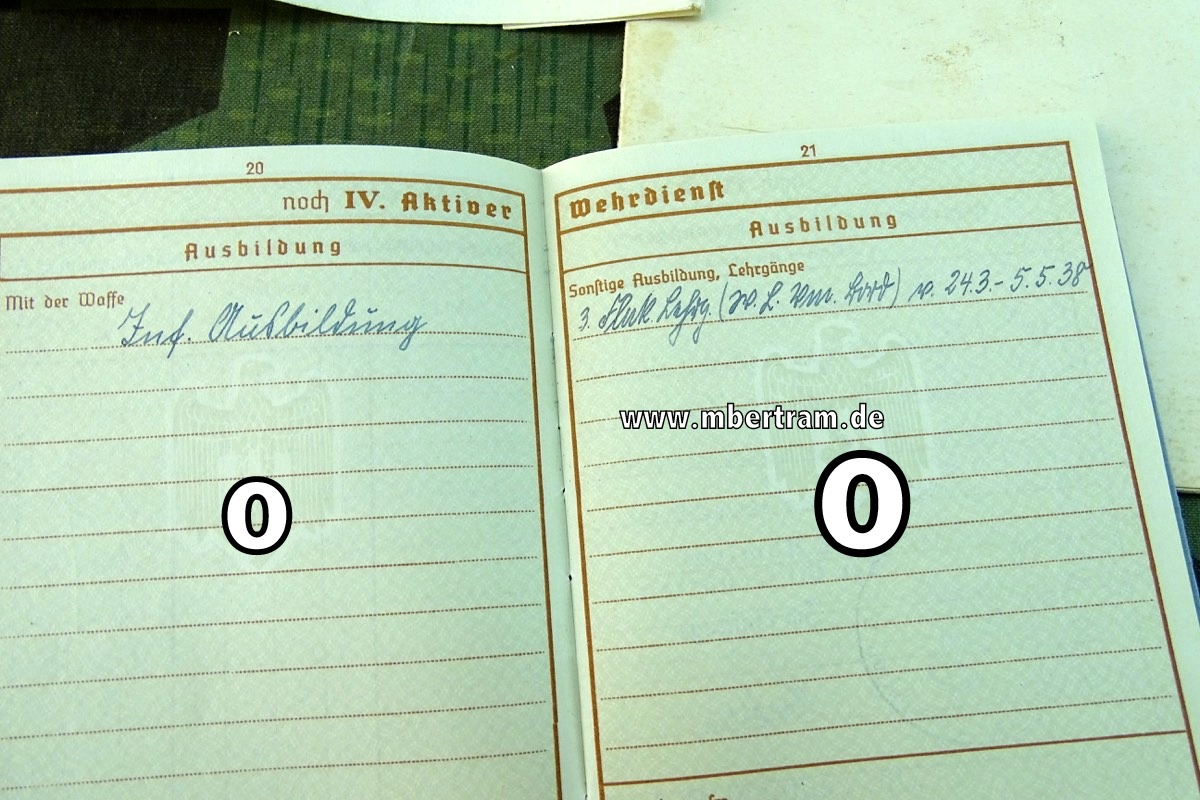 20
noch IV. Aktiver
Ausbildung
Mit der Waffe
Inf. Ausbildung
0
21
Wehrdienst
Ausbildung
Sonstige Ausbildung, Lehrgänge
3. Flak. Lehrg. v. 24.3.- 5.5.38
www.mbertram.de
0